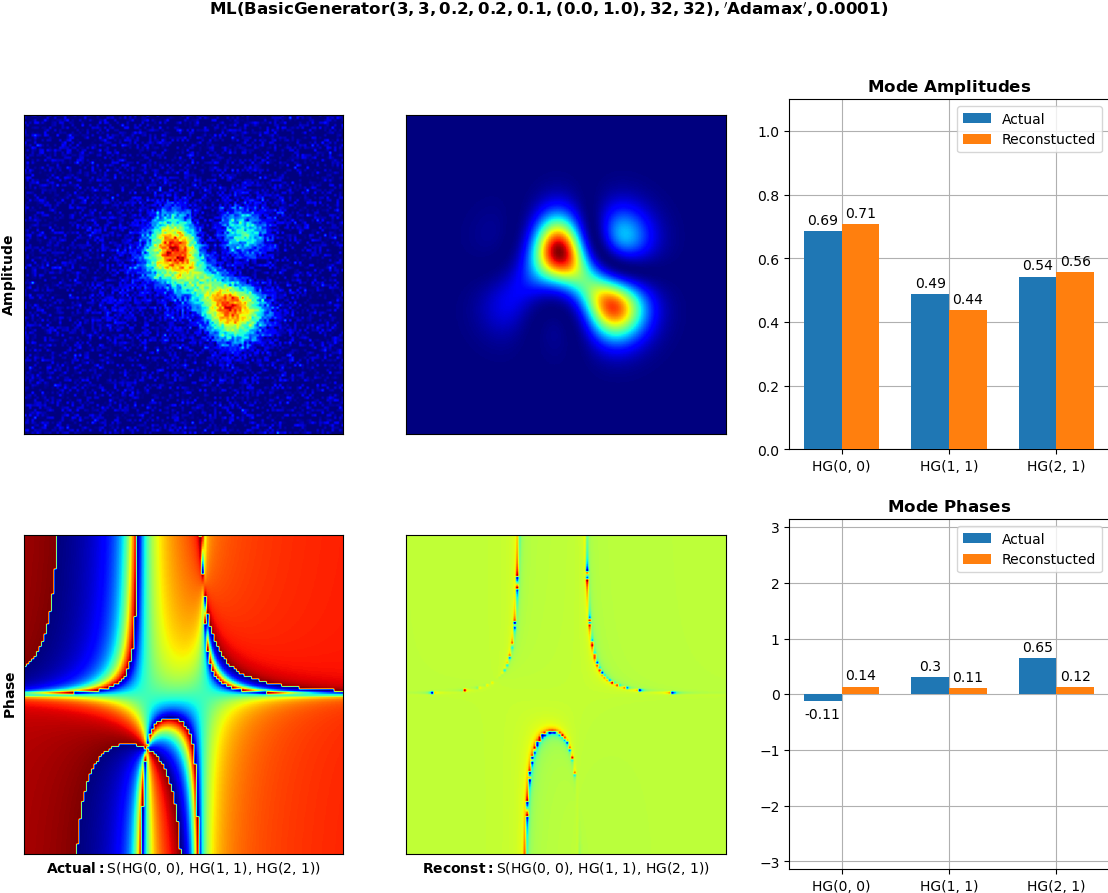 ML(BasicGenerator(3, 3, 0.2, 0.2, 0.1, (0.0, 1.0), 32, 32), ′Adamax′, 0.0001)
Amplitude
Mode Amplitudes
Actual
Reconstucted
1.0
0.8
0.6
0.4
0.2
0.0
0.69
0.71
0.49
0.44
0.54
0.56
HG(0, 0)
HG(1, 1)
HG(2, 1)
Phase
Actual: S(HG(0, 0), HG(1, 1), HG(2, 1))
Reconst: S(HG(0, 0), HG(1, 1), HG(2, 1))
Mode Phases
Actual
Reconstucted
3
2
1
0
−1
−2
−3
-0.11
0.14
0.3
0.11
0.65
0.12
HG(0, 0)
HG(1, 1)
HG(2, 1)